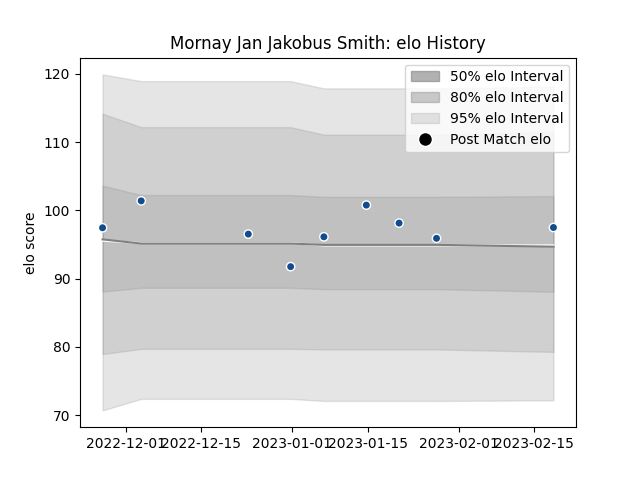 Mornay Jan Jakobus Smith: elo History
120
110
100
90
80
70
elo score
50% elo Interval
80% elo Interval
95% elo Interval
Post Match elo
2022-12-01
2022-12-15
2023-01-01
2023-01-15
2023-02-01
2023-02-15